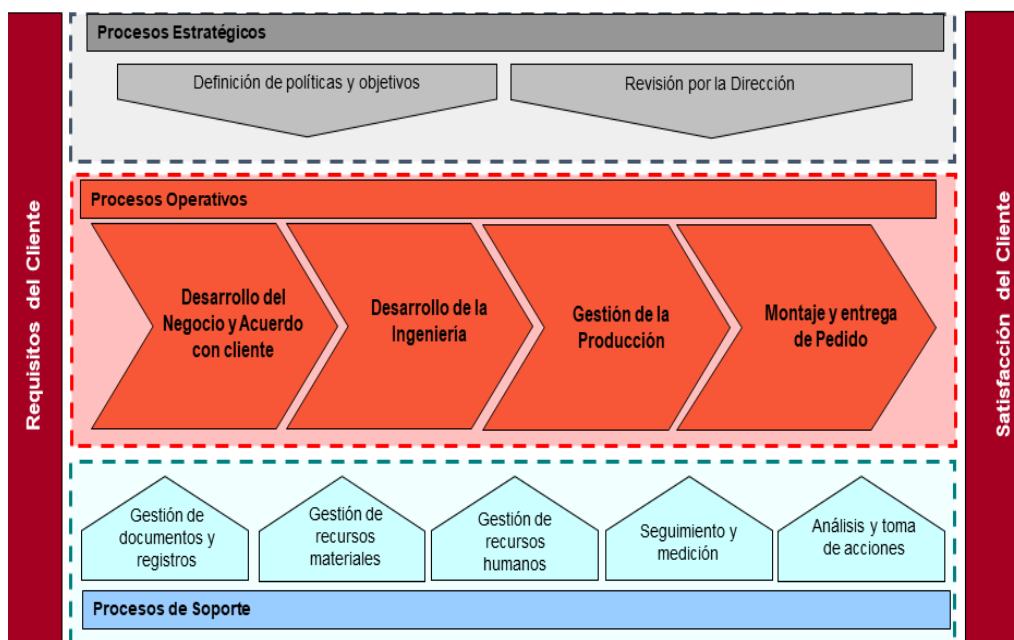 Requisitos del Cliente
Procesos Estratégicos
Definición de políticas y objetivos
Revisión por la Dirección
Procesos Operativos
Desarrollo del
Negocio y Acuerdo
con cliente
Desarrollo de la
Ingeniería
Gestión de la
Producción
Montaje y entrega
de Pedido
Gestión de
documentos y
registros
Gestión de
recursos
materiales
Gestión de
recursos
humanos
Seguimiento y
medición
Análisis y toma
de acciones
Procesos de Soporte
Satisfacción del Cliente